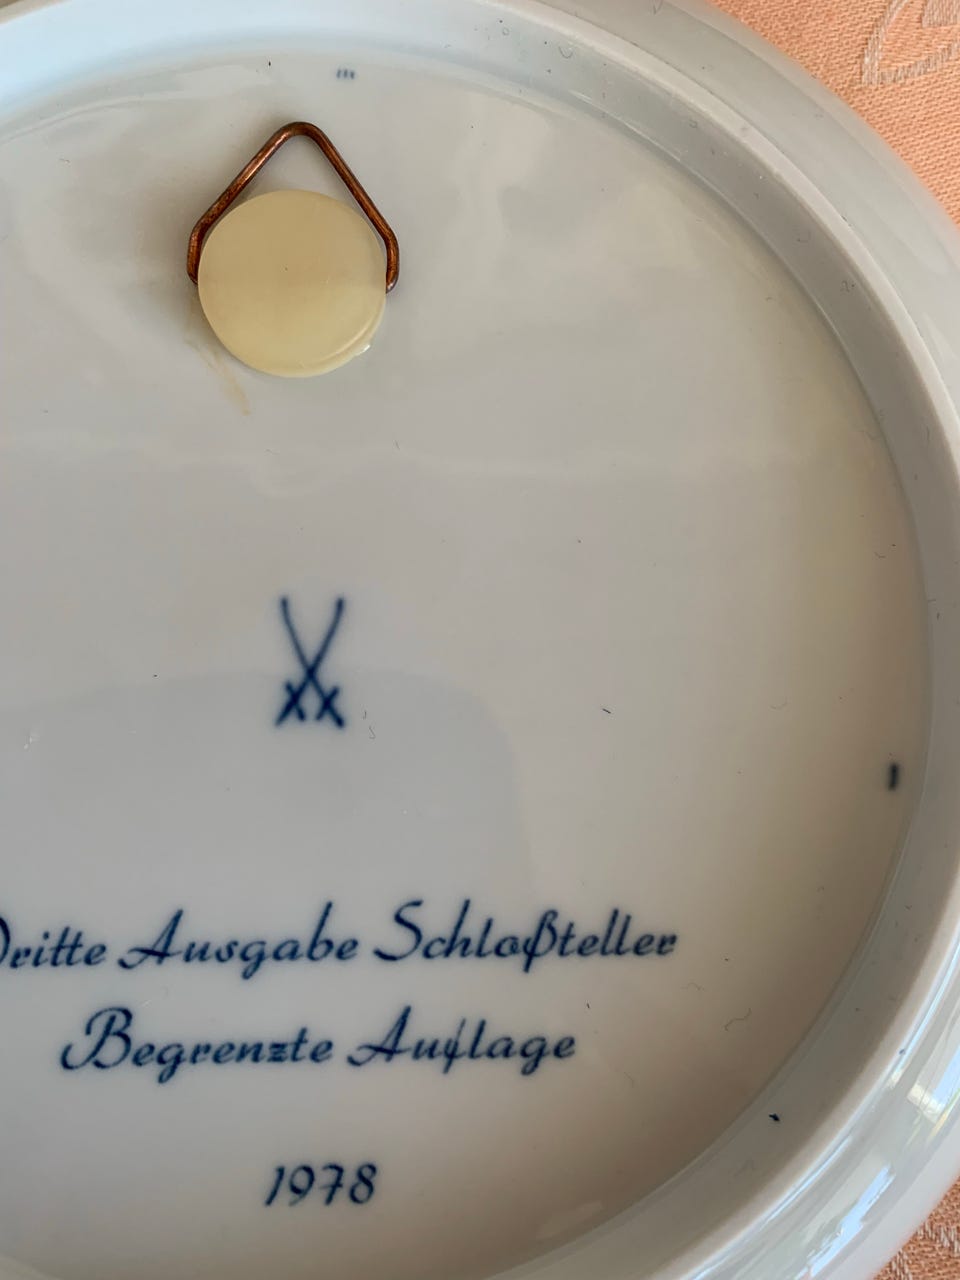 Dritte Ausgabe Schloßteller
Begrenzte Auflage
1978